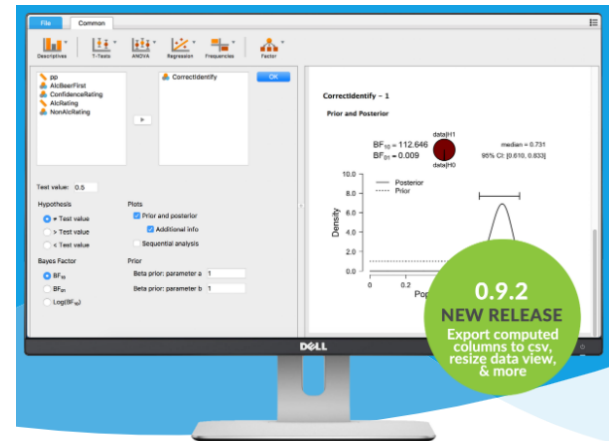 File Common
Descriptives T-Tests ANOVA Regression Frequencies Factor
pp
AlcBeerFirst
ConfidenceRating
AlcRating
NonAlcRating
CorrectIdentify
OK
Test value: 0.5
Hypothesis
≠ Test value
> Test value
< Test value
Bayes Factor
BF₁₀
BF₀₁
Log(BF₁₀)
Plots
Prior and posterior
Additional info
Sequential analysis
Prior
Beta prior: parameter a 1
Beta prior: parameter b 1
CorrectIdentify – 1
Prior and Posterior
data|H1
BF₁₀ = 112.646
BF₀₁ = 0.009
data|H0
median = 0.731
95% CI: [0.610, 0.833]
Posterior
Prior
Density
10.0
8.0
6.0
4.0
2.0
0.0
0 0.2
0.9.2
NEW RELEASE
Export computed
columns to csv,
resize data view,
& more
DELL